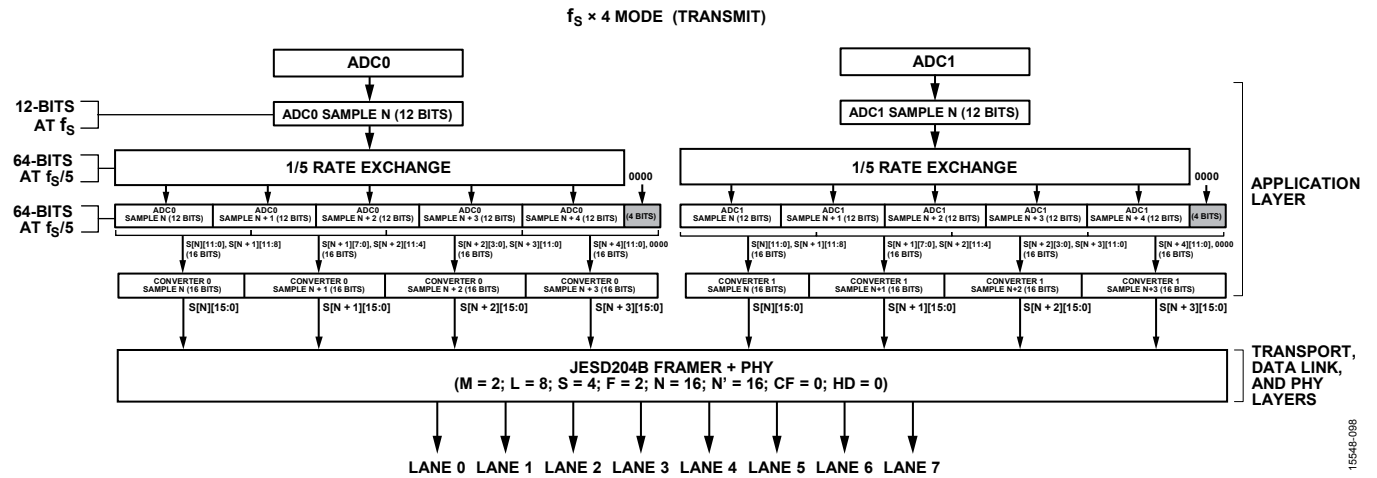 fS × 4 MODE (TRANSMIT)
ADC0
ADC1
12-BITS
AT fS
ADC0 SAMPLE N (12 BITS)
ADC1 SAMPLE N (12 BITS)
64-BITS
AT fS/5
1/5 RATE EXCHANGE
0000
1/5 RATE EXCHANGE
0000
APPLICATION
LAYER
64-BITS
AT fS/5
ADC0
SAMPLE N (12 BITS)
ADC0
SAMPLE N + 1 (12 BITS)
ADC0
SAMPLE N + 2 (12 BITS)
ADC0
SAMPLE N + 3 (12 BITS)
ADC0
SAMPLE N + 4 (12 BITS)
(4 BITS)
ADC1
SAMPLE N (12 BITS)
ADC1
SAMPLE N + 1 (12 BITS)
ADC1
SAMPLE N + 2 (12 BITS)
ADC1
SAMPLE N + 3 (12 BITS)
ADC1
SAMPLE N + 4 (12 BITS)
(4 BITS)
S[N][11:0], S[N + 1][11:8]
(16 BITS)
S[N + 1][7:0], S[N + 2][11:4]
(16 BITS)
S[N + 2][3:0], S[N + 3][11:0]
(16 BITS)
S[N + 4][11:0], 0000
(16 BITS)
S[N][11:0], S[N + 1][11:8]
(16 BITS)
S[N + 1][7:0], S[N + 2][11:4]
(16 BITS)
S[N + 2][3:0], S[N + 3][11:0]
(16 BITS)
S[N + 4][11:0], 0000
(16 BITS)
CONVERTER 0
SAMPLE N (16 BITS)
CONVERTER 0
SAMPLE N + 1 (16 BITS)
CONVERTER 0
SAMPLE N + 2 (16 BITS)
CONVERTER 0
SAMPLE N + 3 (16 BITS)
CONVERTER 1
SAMPLE N (16 BITS)
CONVERTER 1
SAMPLE N+1 (16 BITS)
CONVERTER 1
SAMPLE N+2 (16 BITS)
CONVERTER 1
SAMPLE N+3 (16 BITS)
S[N][15:0]
S[N + 1][15:0]
S[N + 2][15:0]
S[N + 3][15:0]
S[N][15:0]
S[N + 1][15:0]
S[N + 2][15:0]
S[N + 3][15:0]
JESD204B FRAMER + PHY
(M = 2; L = 8; S = 4; F = 2; N = 16; N' = 16; CF = 0; HD = 0)
TRANSPORT,
DATA LINK,
AND PHY
LAYERS
LANE 0 LANE 1 LANE 2 LANE 3 LANE 4 LANE 5 LANE 6 LANE 7
15548-098